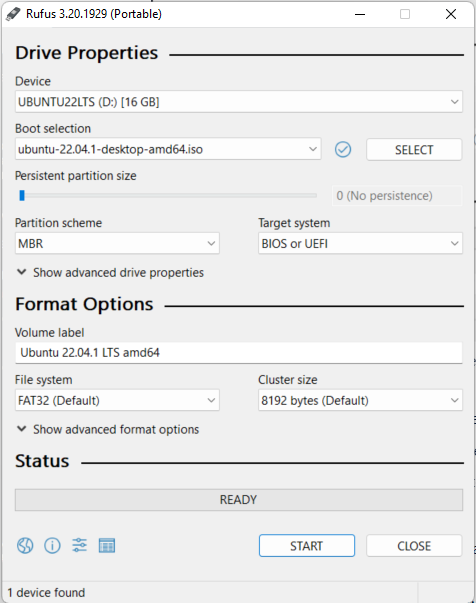 Rufus 3.20.1929 (Portable)
Drive Properties
Device
UBUNTU22LTS (D:) [16 GB]
Boot selection
ubuntu-22.04.1-desktop-amd64.iso
SELECT
Persistent partition size
0 (No persistence)
Partition scheme
Target system
MBR
BIOS or UEFI
Show advanced drive properties
Format Options
Volume label
Ubuntu 22.04.1 LTS amd64
File system
Cluster size
FAT32 (Default)
8192 bytes (Default)
Show advanced format options
Status
READY
START
CLOSE
1 device found